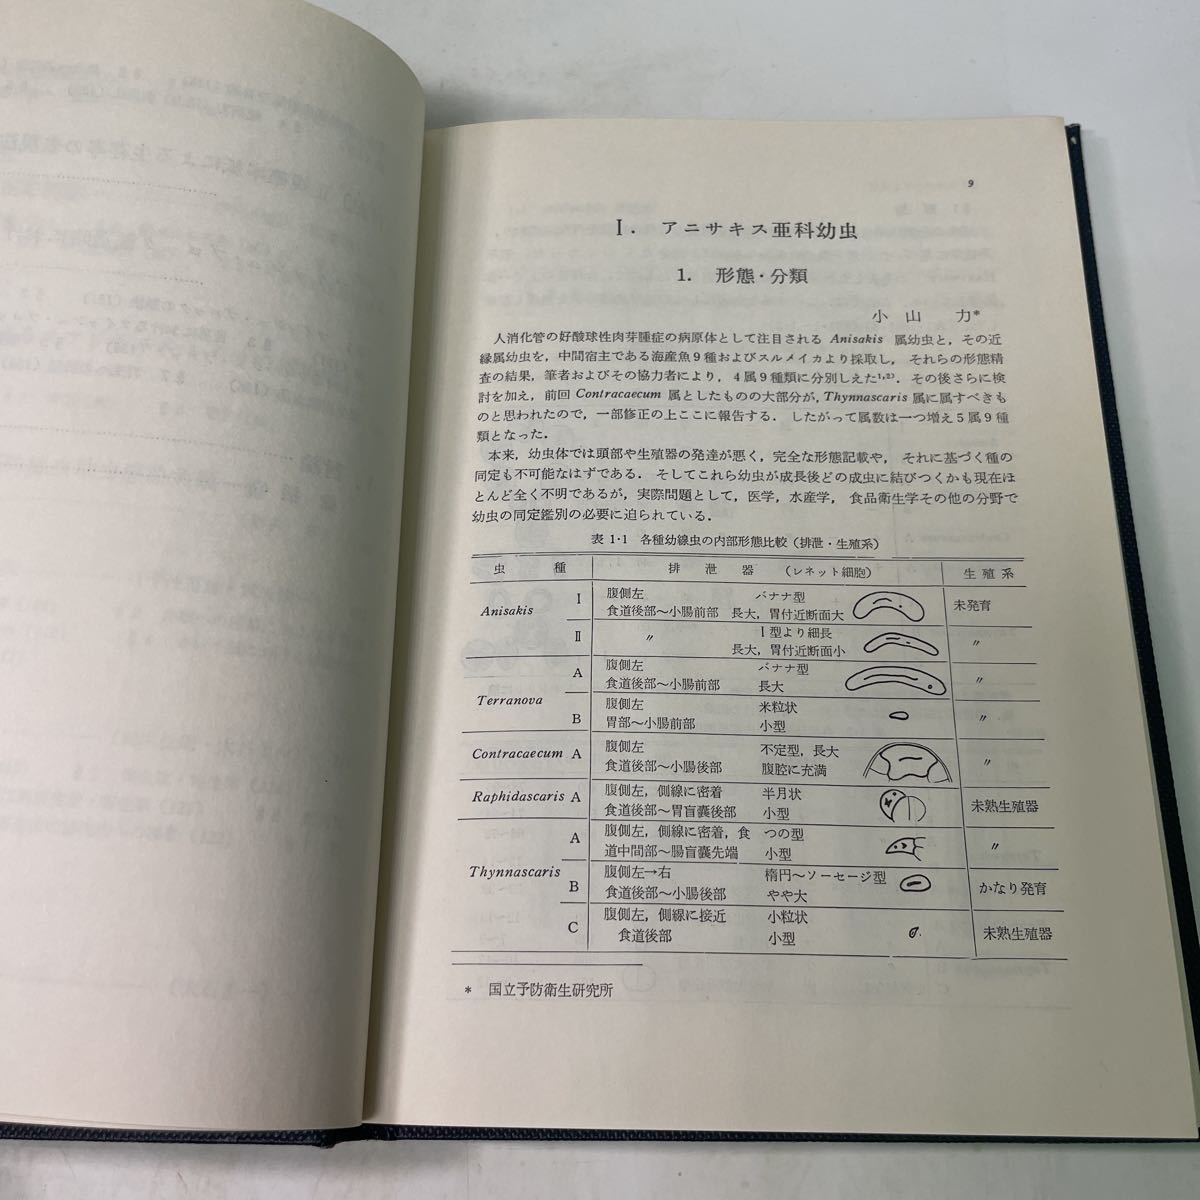 9
I. アニサキス亜科幼虫
1. 形態・分類
小山 力*
人消化管の好酸球性肉芽腫症の病原体として注目される Anisakis 属幼虫と，その近
縁属幼虫を，中間宿主である海産魚9種およびスルメイカより採取し，それらの形態精
査の結果，筆者およびその協力者により，4属9種類に分別しえた¹,²⁾．その後さらに検
討を加え，前回 Contracaecum 属としたものの大部分が，Thynnascaris 属に属すべきも
のと思われたので，一部修正の上ここに報告する．したがって属数は一つ増え5属9種
類となった．
本来，幼虫体では頭部や生殖器の発達が悪く，完全な形態記載や，それに基づく種の
同定も不可能なはずである．そしてこれら幼虫が成長後どの成虫に結びつくかも現在ほ
とんど全く不明であるが，実際問題として，医学，水産学，食品衛生学その他の分野で
幼虫の同定鑑別の必要に迫られている．
表 1・1 各種幼線虫の内部形態比較（排泄・生殖系）
虫種 排泄器 （レネット細胞） 生殖系
Anisakis I 腹側左 バナナ型 未発育
食道後部～小腸前部 長大，胃付近断面大
II 〃 I型より細長 〃
長大，胃付近断面小
Terranova A 腹側左 バナナ型 〃
食道後部～小腸前部 長大
B 腹側左 米粒状 〃
胃部～小腸前部 小型
Contracaecum A 腹側左 不定型，長大 〃
食道後部～小腸後部 腹腔に充満
Raphidascaris A 腹側左，側線に密着 半月状 未熟生殖器
食道後部～胃盲嚢後部 小型
Thynnascaris A 腹側左，側線に密着，食 つの型 〃
道中間部～腸盲嚢先端 小型
B 腹側左→右 楕円～ソーセージ型 かなり発育
食道後部～小腸後部 やや大
C 腹側左，側線に接近 小粒状 未熟生殖器
食道後部 小型
* 国立予防衛生研究所